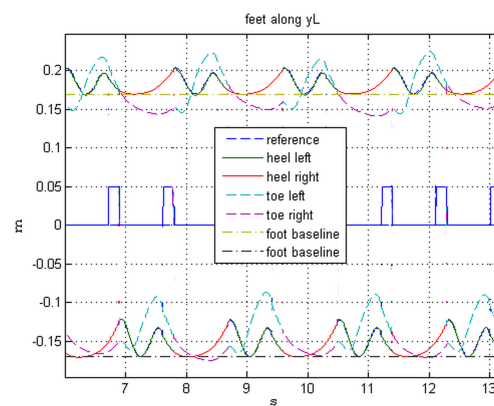 feet along yL
0.2
0.15
0.1
0.05
0
-0.05
-0.1
-0.15
m
reference
heel left
heel right
toe left
toe right
foot baseline
foot baseline
7 8 9 10 11 12 13
s